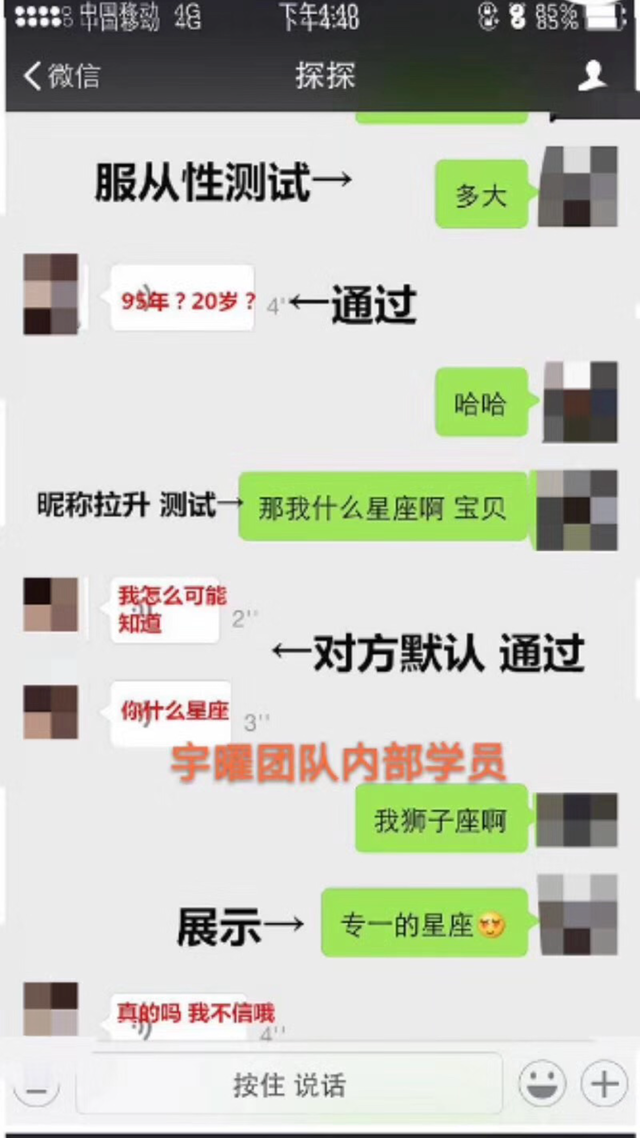 中国移动 4G 下午4:40 85%
微信 探探
服从性测试→ 多大
95年？20岁？ 4'' ←通过
哈哈
昵称拉升 测试→ 那我什么星座啊 宝贝
我怎么可能
知道 2''
←对方默认 通过
你什么星座 3''
宇曜团队内部学员
我狮子座啊
展示→ 专一的星座😌
真的吗 我不信哦 4''
按住 说话